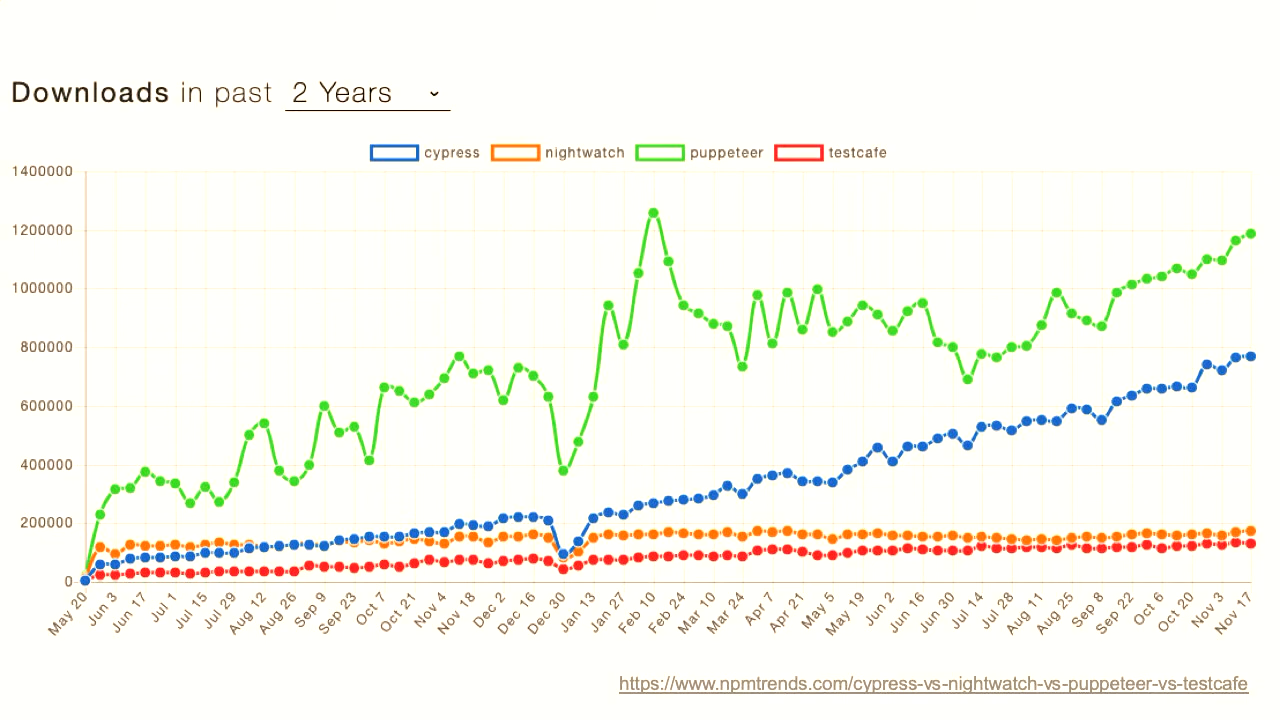 Downloads in past 2 Years
cypress nightwatch puppeteer testcafe
1400000
1200000
1000000
800000
600000
400000
200000
0
May 20 Jun 3 Jun 17 Jul 1 Jul 15 Jul 29 Aug 12 Aug 26 Sep 9 Sep 23 Oct 7 Oct 21 Nov 4 Nov 18 Dec 2 Dec 16 Dec 30 Jan 13 Jan 27 Feb 10 Feb 24 Mar 10 Mar 24 Apr 7 Apr 21 May 5 May 19 Jun 2 Jun 16 Jun 30 Jul 14 Jul 28 Aug 11 Aug 25 Sep 8 Sep 22 Oct 6 Oct 20 Nov 3 Nov 17
https://www.npmtrends.com/cypress-vs-nightwatch-vs-puppeteer-vs-testcafe